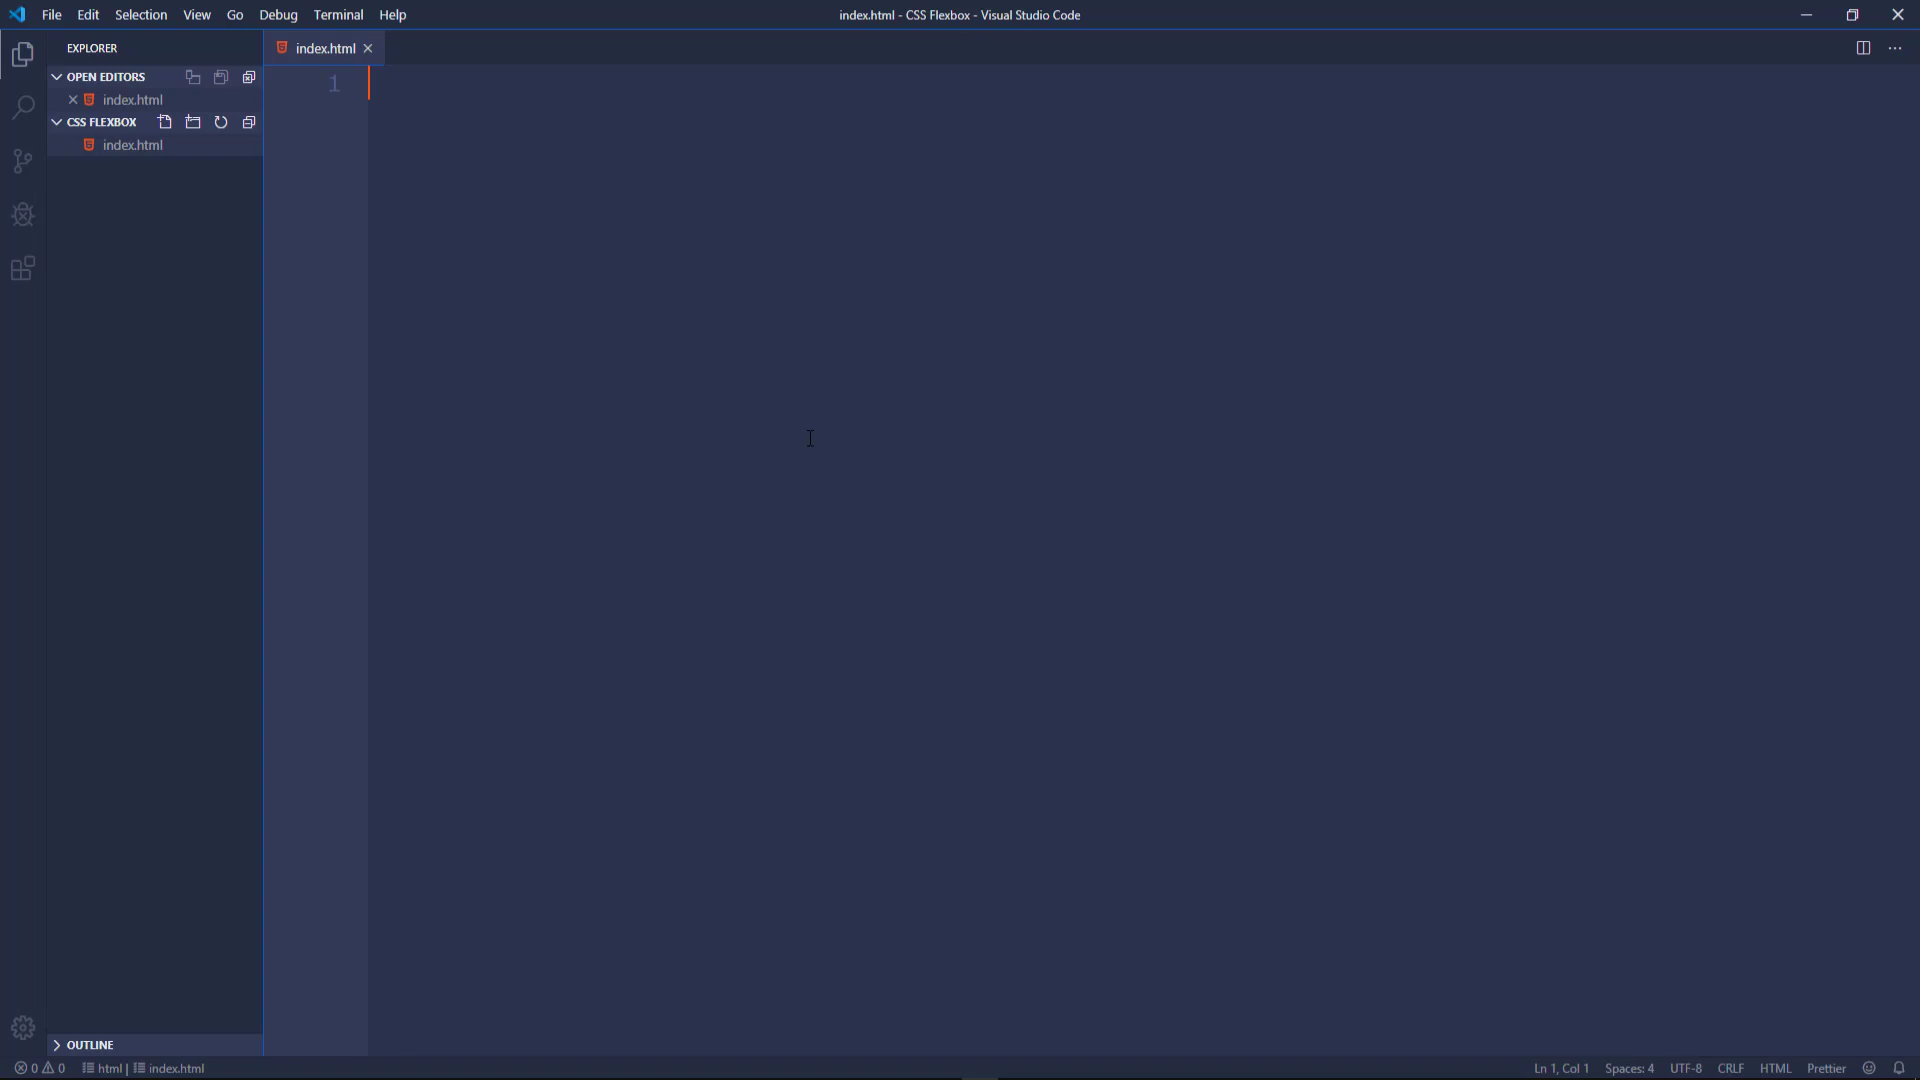 File Edit Selection View Go Debug Terminal Help
index.html - CSS Flexbox - Visual Studio Code
EXPLORER
index.html
OPEN EDITORS
index.html
CSS FLEXBOX
index.html
1
OUTLINE
0 0 html | index.html
Ln 1, Col 1 Spaces: 4 UTF-8 CRLF HTML Prettier